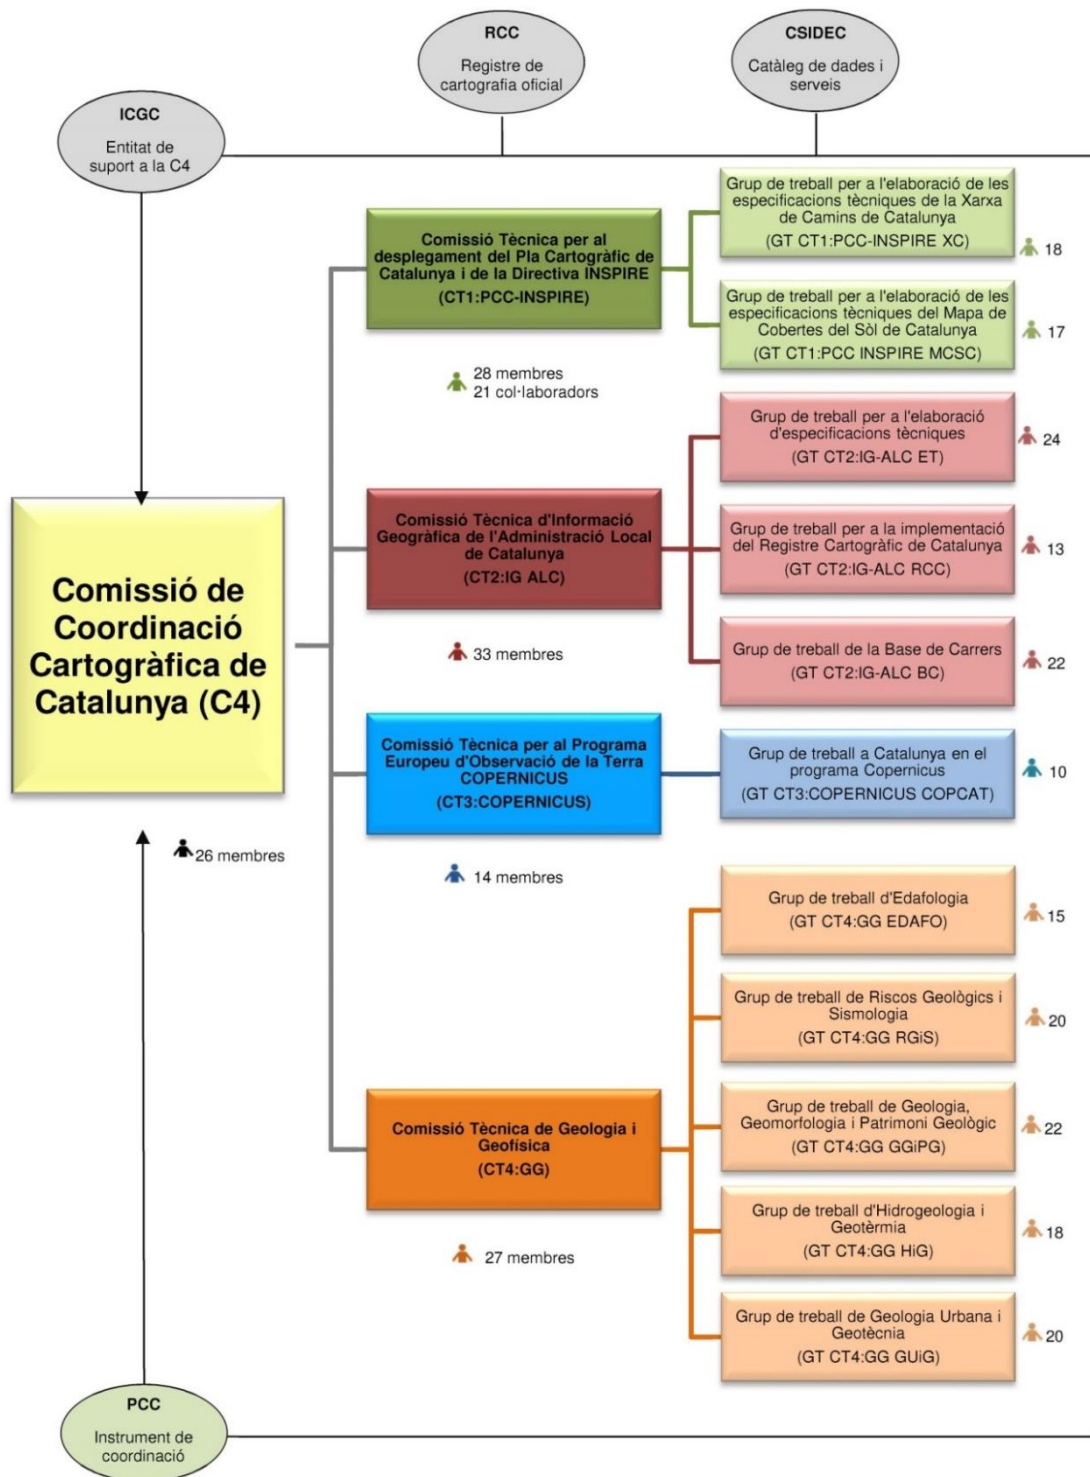 RCC
Registre de
cartografia oficial
CSIDEC
Catàleg de dades i
serveis
ICGC
Entitat de
suport a la C4
Comissió de
Coordinació
Cartogràfica de
Catalunya (C4)
26 membres
Comissió Tècnica per al
desplegament del Pla Cartogràfic de
Catalunya i de la Directiva INSPIRE
(CT1:PCC-INSPIRE)
28 membres
21 col·laboradors
Grup de treball per a l'elaboració de les
especificacions tècniques de la Xarxa
de Camins de Catalunya
(GT CT1:PCC-INSPIRE XC)
18
Grup de treball per a l'elaboració de les
especificacions tècniques del Mapa de
Cobertes del Sòl de Catalunya
(GT CT1:PCC INSPIRE MCSC)
17
Comissió Tècnica d'Informació
Geogràfica de l'Administració Local
de Catalunya
(CT2:IG ALC)
33 membres
Grup de treball per a l'elaboració
d'especificacions tècniques
(GT CT2:IG-ALC ET)
24
Grup de treball per a la implementació
del Registre Cartogràfic de Catalunya
(GT CT2:IG-ALC RCC)
13
Grup de treball de la Base de Carrers
(GT CT2:IG-ALC BC)
22
Comissió Tècnica per al Programa
Europeu d'Observació de la Terra
COPERNICUS
(CT3:COPERNICUS)
14 membres
Grup de treball a Catalunya en el
programa Copernicus
(GT CT3:COPERNICUS COPCAT)
10
Comissió Tècnica de Geologia i
Geofísica
(CT4:GG)
27 membres
Grup de treball d'Edafologia
(GT CT4:GG EDAFO)
15
Grup de treball de Riscos Geològics i
Sismologia
(GT CT4:GG RGiS)
20
Grup de treball de Geologia,
Geomorfologia i Patrimoni Geològic
(GT CT4:GG GGiPG)
22
Grup de treball d'Hidrogeologia i
Geotèrmia
(GT CT4:GG HiG)
18
Grup de treball de Geologia Urbana i
Geotècnia
(GT CT4:GG GUiG)
20
PCC
Instrument de
coordinació